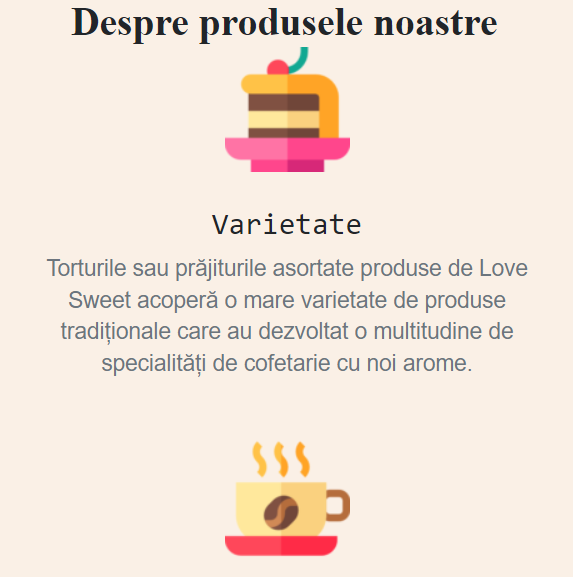 Despre produsele noastre
Varietate
Torturile sau prăjiturile asortate produse de Love
Sweet acoperă o mare varietate de produse
tradiționale care au dezvoltat o multitudine de
specialități de cofetarie cu noi arome.